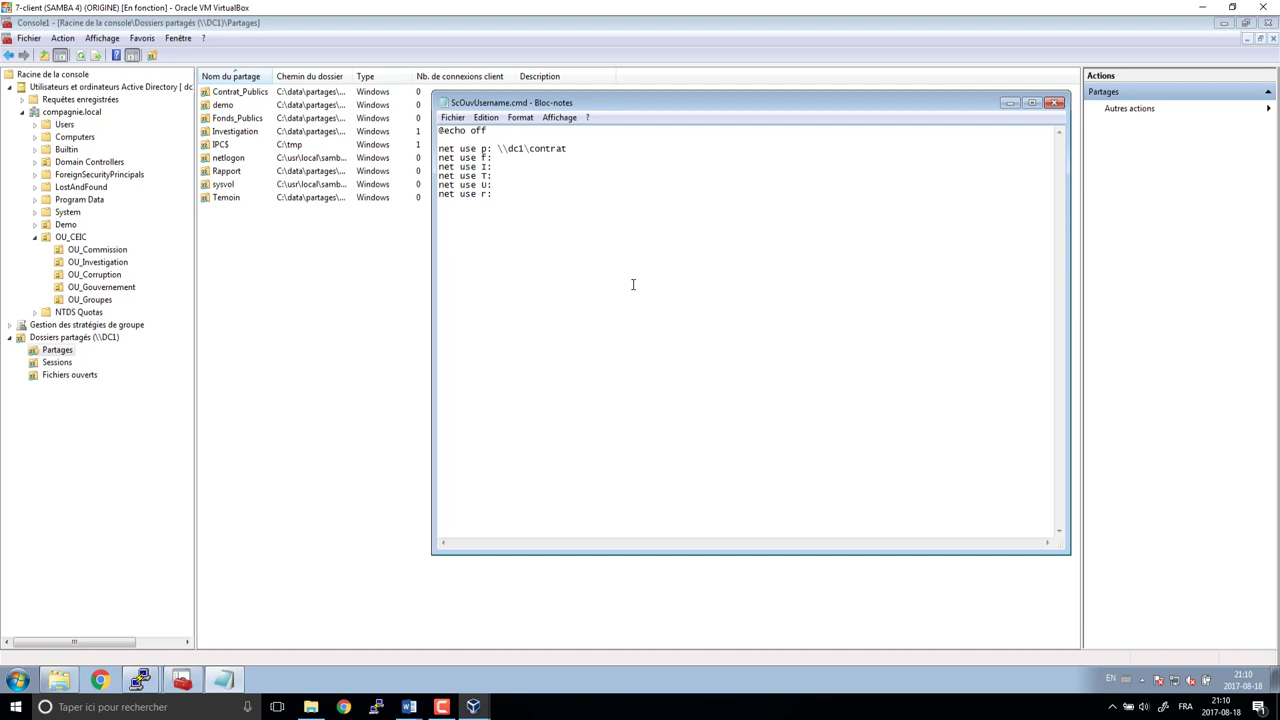 7-client (SAMBA 4) (ORIGINE) [En fonction] - Oracle VM VirtualBox
Console1 - [Racine de la console\Dossiers partagés (\\DC1)\Partages]
Fichier Action Affichage Favoris Fenêtre ?
Racine de la console
Utilisateurs et ordinateurs Active Directory [ dc
Requêtes enregistrées
compagnie.local
Users
Computers
Builtin
Domain Controllers
ForeignSecurityPrincipals
LostAndFound
Program Data
System
Demo
OU_CEIC
OU_Commission
OU_Investigation
OU_Corruption
OU_Gouvernement
OU_Groupes
NTDS Quotas
Gestion des stratégies de groupe
Dossiers partagés (\\DC1)
Partages
Sessions
Fichiers ouverts
Nom du partage Chemin du dossier Type Nb. de connexions client Description
Contrat_Publics C:\data\partages\... Windows 0
demo C:\data\partages\... Windows 0
Fonds_Publics C:\data\partages\... Windows 0
Investigation C:\data\partages\... Windows 1
IPC$ C:\tmp Windows 1
netlogon C:\usr\local\samb... Windows 0
Rapport C:\data\partages\... Windows 0
sysvol C:\usr\local\samb... Windows 0
Temoin C:\data\partages\... Windows 0
ScOuvUsername.cmd - Bloc-notes
Fichier Edition Format Affichage ?
@echo off
net use p: \\dc1\contrat
net use f:
net use I:
net use T:
net use U:
net use r:
Actions
Partages
Autres actions
EN
21:10
2017-08-18
Taper ici pour rechercher
FR
21:10
2017-08-18
1